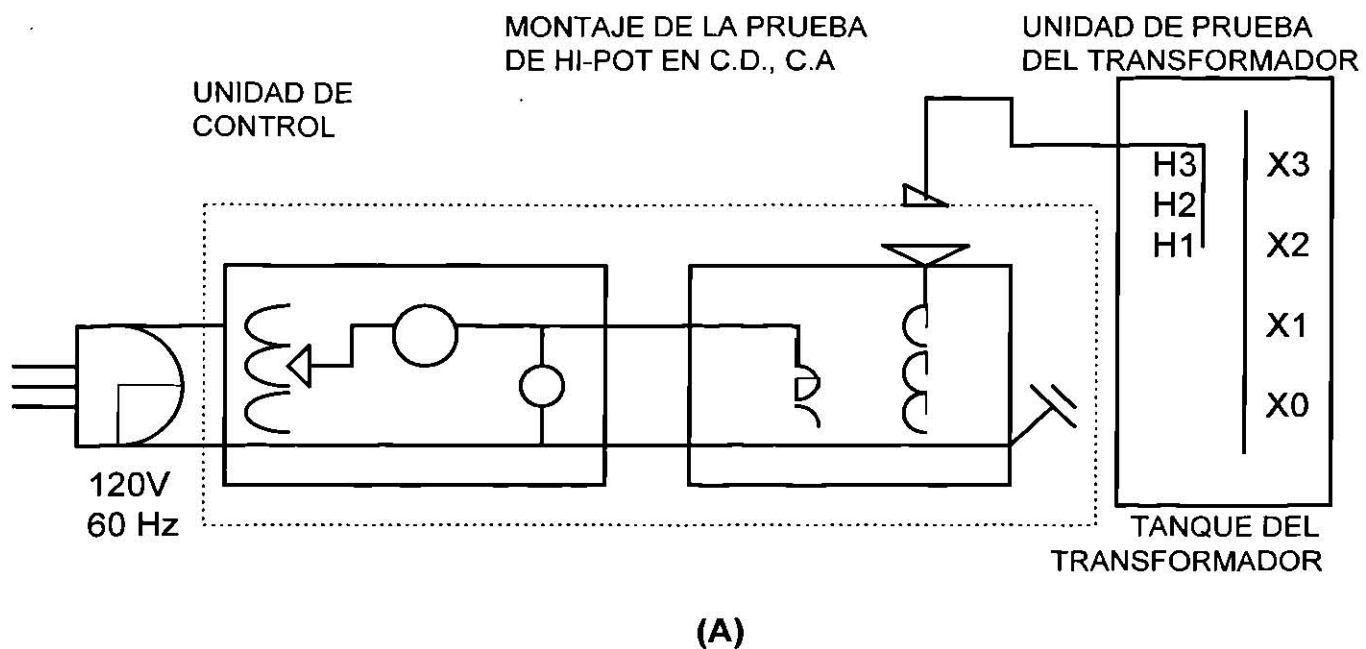 MONTAJE DE LA PRUEBA
DE HI-POT EN C.D., C.A
UNIDAD DE PRUEBA
DEL TRANSFORMADOR
UNIDAD DE
CONTROL
H3
H2
H1
X3
X2
X1
X0
120V
60 Hz
TANQUE DEL
TRANSFORMADOR
(A)